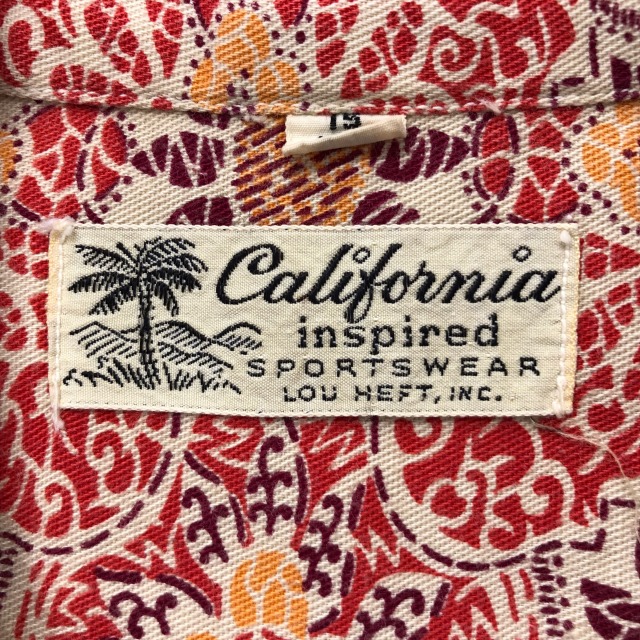 California
inspired
SPORTSWEAR
LOU HEFT, INC.